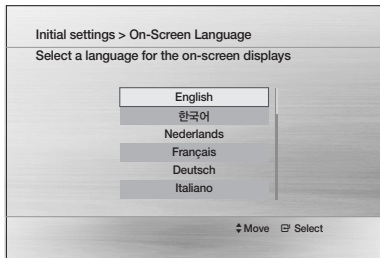 Initial settings > On-Screen Language
Select a language for the on-screen displays
English
한국어
Nederlands
Français
Deutsch
Italiano
Move Select